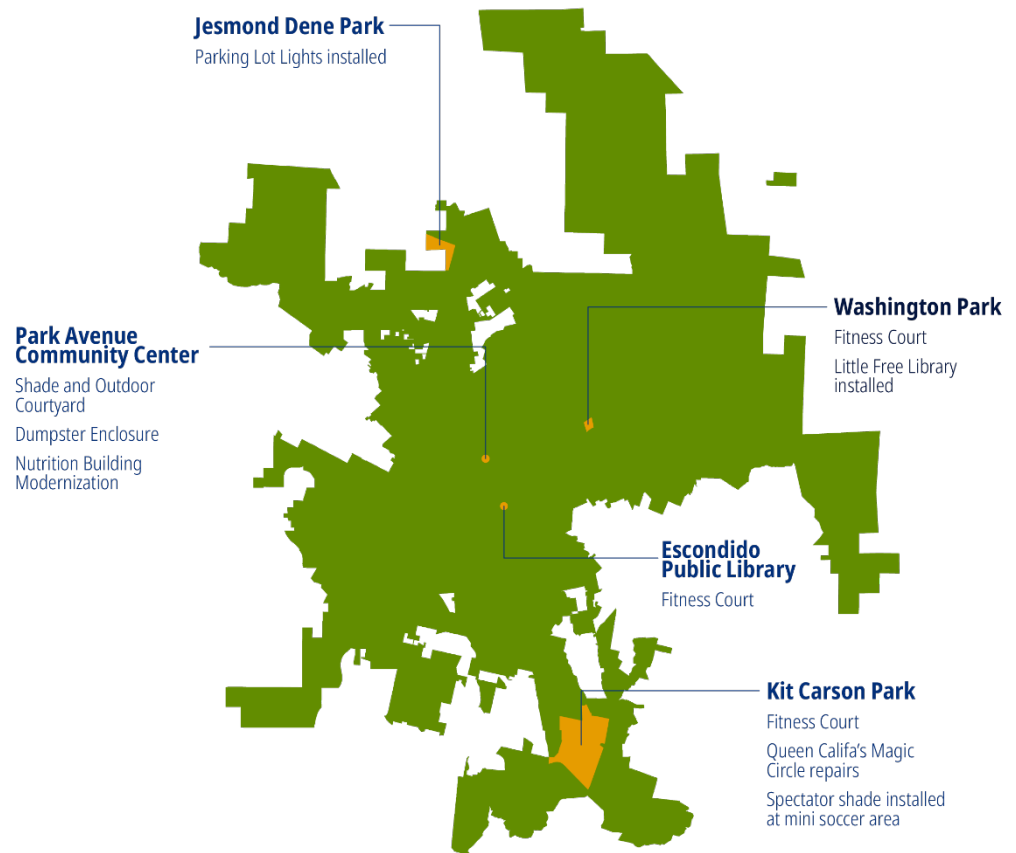 Jesmond Dene Park
Parking Lot Lights installed
Washington Park
Fitness Court
Little Free Library
installed
Park Avenue
Community Center
Shade and Outdoor
Courtyard
Dumpster Enclosure
Nutrition Building
Modernization
Escondido
Public Library
Fitness Court
Kit Carson Park
Fitness Court
Queen Califa's Magic
Circle repairs
Spectator shade installed
at mini soccer area